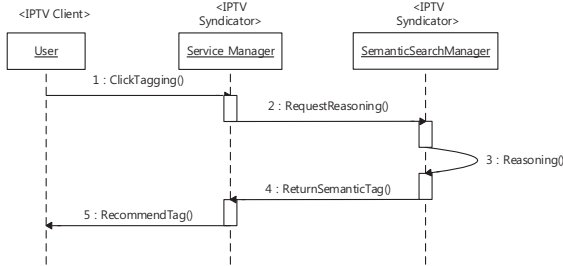 <IPTV Client>
<IPTV
Syndicator>
<IPTV
Syndicator>
User
Service Manager
SemanticSearchManager
1 : ClickTagging()
2 : RequestReasoning()
3 : Reasoning()
4 : ReturnSemanticTag()
5 : RecommendTag()